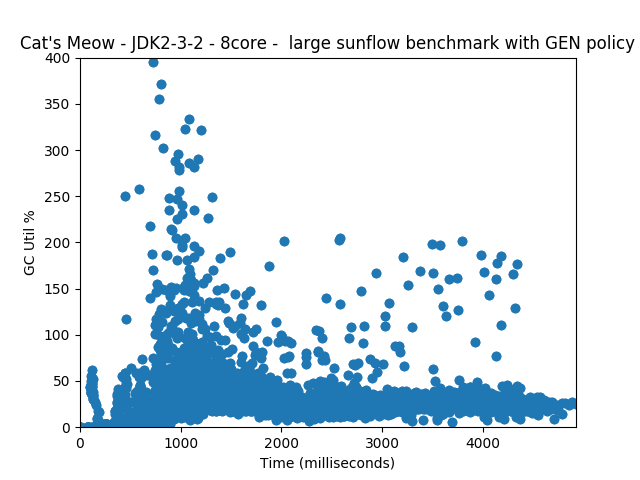 Cat's Meow - JDK2-3-2 - 8core -  large sunflow benchmark with GEN policy
400
350
300
250
200
150
100
50
0
GC Util %
0 1000 2000 3000 4000
Time (milliseconds)